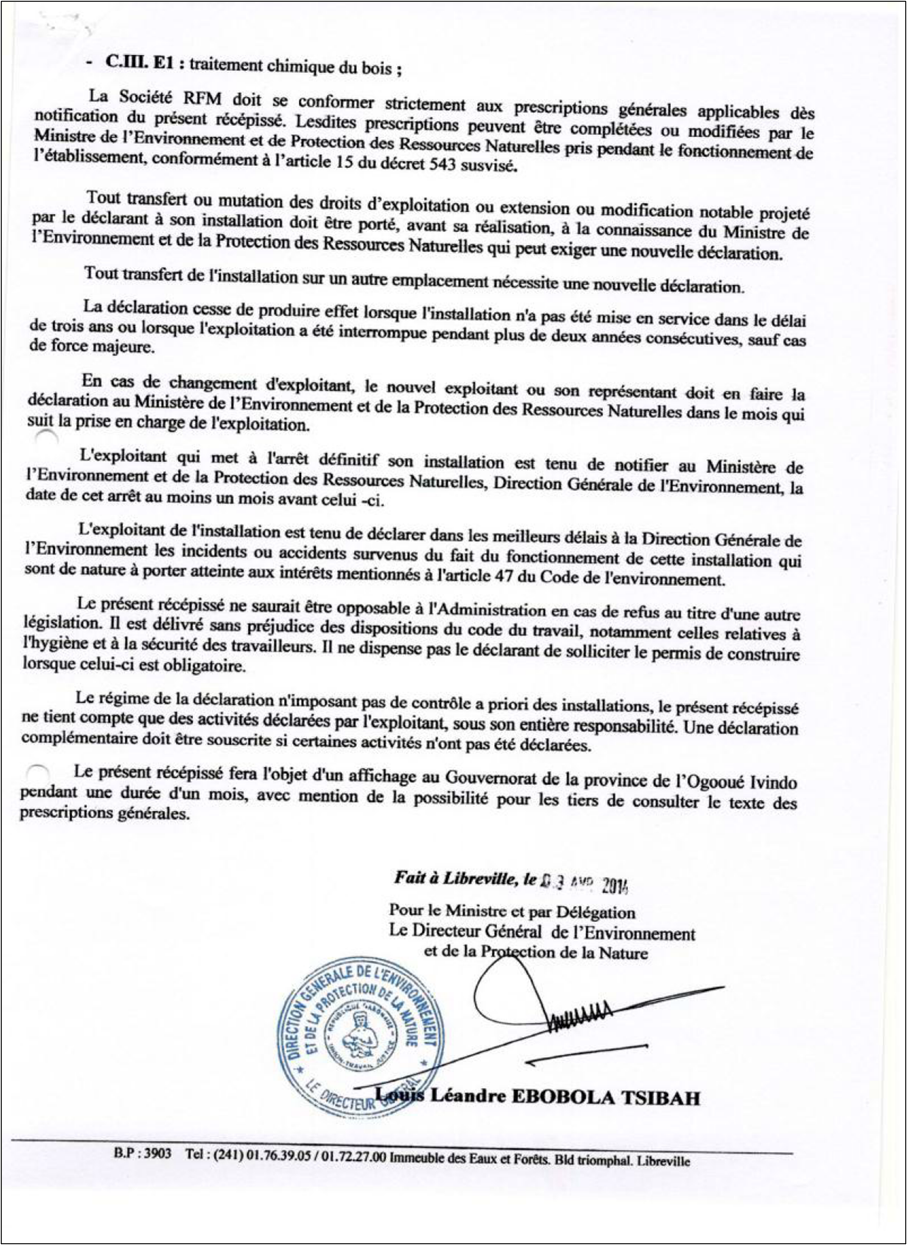 - C.III. E1 : traitement chimique du bois ;
La Société RFM doit se conformer strictement aux prescriptions générales applicables dès
notification du présent récépissé. Lesdites prescriptions peuvent être complétées ou modifiées par le
Ministre de l'Environnement et de Protection des Ressources Naturelles pris pendant le fonctionnement de
l'établissement, conformément à l'article 15 du décret 543 susvisé.
Tout transfert ou mutation des droits d'exploitation ou extension ou modification notable projeté
par le déclarant à son installation doit être porté, avant sa réalisation, à la connaissance du Ministre de
l'Environnement et de la Protection des Ressources Naturelles qui peut exiger une nouvelle déclaration.
Tout transfert de l'installation sur un autre emplacement nécessite une nouvelle déclaration.
La déclaration cesse de produire effet lorsque l'installation n'a pas été mise en service dans le délai
de trois ans ou lorsque l'exploitation a été interrompue pendant plus de deux années consécutives, sauf cas
de force majeure.
En cas de changement d'exploitant, le nouvel exploitant ou son représentant doit en faire la
déclaration au Ministère de l'Environnement et de la Protection des Ressources Naturelles dans le mois qui
suit la prise en charge de l'exploitation.
L'exploitant qui met à l'arrêt définitif son installation est tenu de notifier au Ministère de
l'Environnement et de la Protection des Ressources Naturelles, Direction Générale de l'Environnement, la
date de cet arrêt au moins un mois avant celui -ci.
L'exploitant de l'installation est tenu de déclarer dans les meilleurs délais à la Direction Générale de
l'Environnement les incidents ou accidents survenus du fait du fonctionnement de cette installation qui
sont de nature à porter atteinte aux intérêts mentionnés à l'article 47 du Code de l'environnement.
Le présent récépissé ne saurait être opposable à l'Administration en cas de refus au titre d'une autre
législation. Il est délivré sans préjudice des dispositions du code du travail, notamment celles relatives à
l'hygiène et à la sécurité des travailleurs. Il ne dispense pas le déclarant de solliciter le permis de construire
lorsque celui-ci est obligatoire.
Le régime de la déclaration n'imposant pas de contrôle a priori des installations, le présent récépissé
ne tient compte que des activités déclarées par l'exploitant, sous son entière responsabilité. Une déclaration
complémentaire doit être souscrite si certaines activités n'ont pas été déclarées.
Le présent récépissé fera l'objet d'un affichage au Gouvernorat de la province de l'Ogooué Ivindo
pendant une durée d'un mois, avec mention de la possibilité pour les tiers de consulter le texte des
prescriptions générales.
Fait à Libreville, le 03 AVR 2014
Pour le Ministre et par Délégation
Le Directeur Général de l'Environnement
et de la Protection de la Nature
DIRECTION GENERALE DE L'ENVIRONNEMENT
ET DE LA PROTECTION DE LA NATURE
REPUBLIQUE GABONAISE
UNION-TRAVAIL-JUSTICE
★ LE DIRECTEUR GENERAL ★
Louis Léandre EBOBOLA TSIBAH
B.P : 3903 Tel : (241) 01.76.39.05 / 01.72.27.00 Immeuble des Eaux et Forêts. Bld triomphal. Libreville